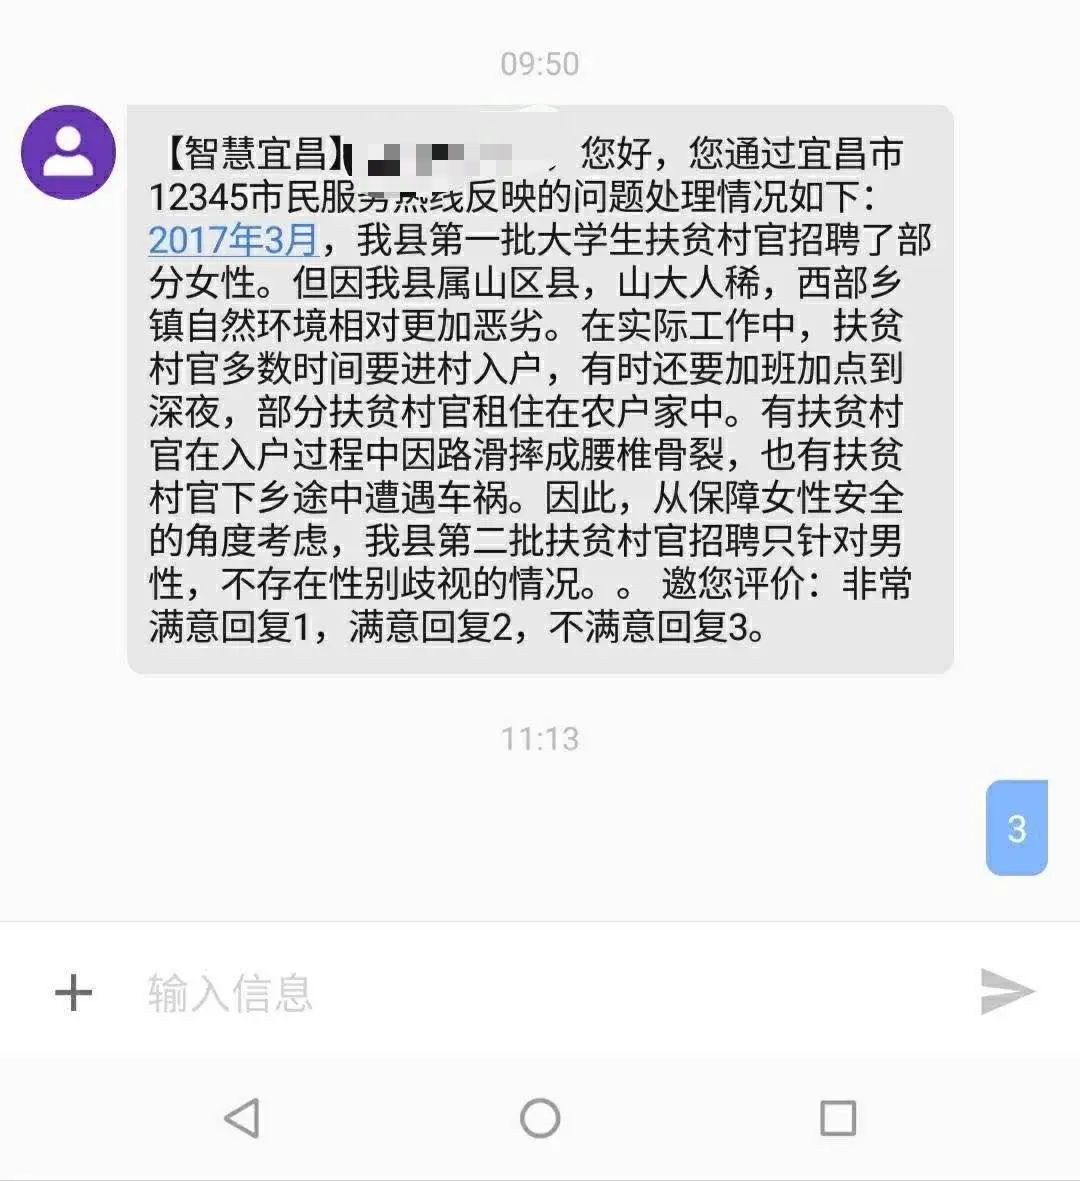 09:50
【智慧宜昌】 ，您好，您通过宜昌市
12345市民服务热线反映的问题处理情况如下：
2017年3月，我县第一批大学生扶贫村官招聘了部
分女性。但因我县属山区县，山大人稀，西部乡
镇自然环境相对更加恶劣。在实际工作中，扶贫
村官多数时间要进村入户，有时还要加班加点到
深夜，部分扶贫村官租住在农户家中。有扶贫村
官在入户过程中因路滑摔成腰椎骨裂，也有扶贫
村官下乡途中遭遇车祸。因此，从保障女性安全
的角度考虑，我县第二批扶贫村官招聘只针对男
性，不存在性别歧视的情况。。 邀您评价：非常
满意回复1，满意回复2，不满意回复3。
11:13
3
输入信息